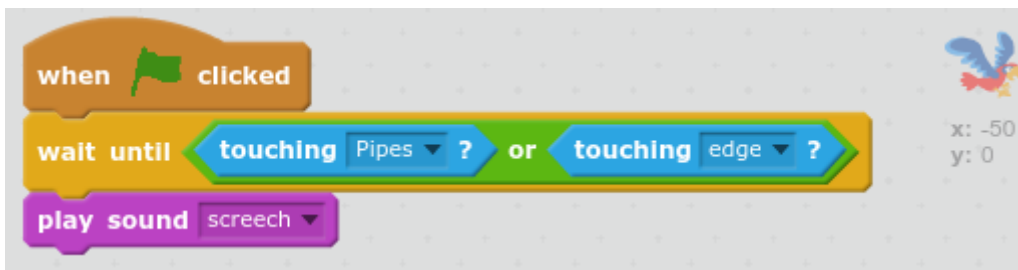 when clicked
wait until touching Pipes ? or touching edge ?
play sound screech
x: -50
y: 0